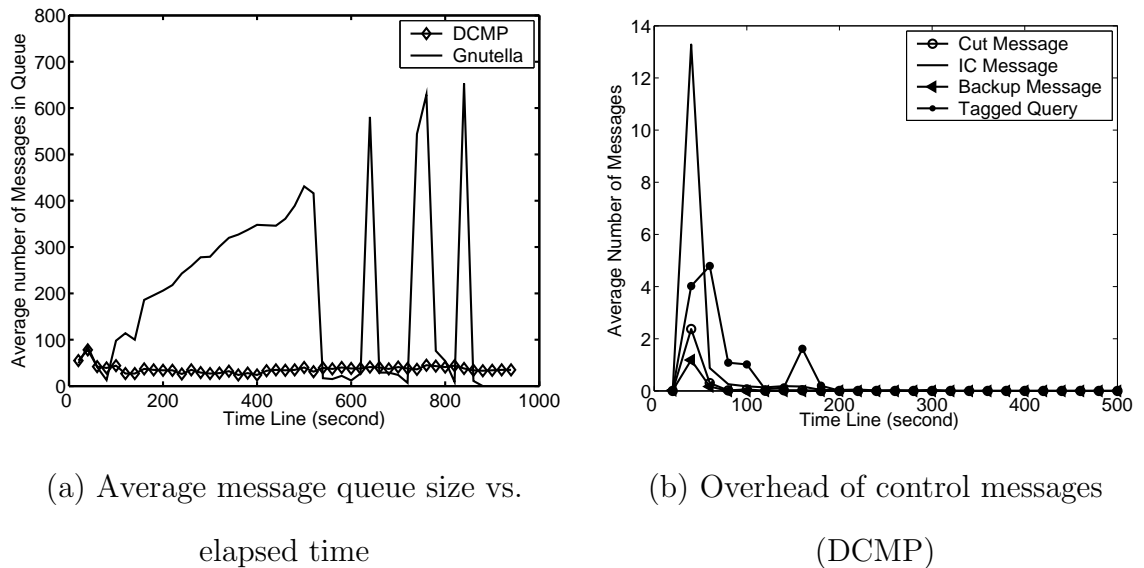 800
700
600
500
400
300
200
100
0
0
200
400
600
800
1000
Average number of Messages in Queue
Time Line (second)
DCMP
Gnutella
14
12
10
8
6
4
2
0
0
100
200
300
400
500
Average Number of Messages
Time Line (second)
Cut Message
IC Message
Backup Message
Tagged Query
(a) Average message queue size vs.
elapsed time
(b) Overhead of control messages
(DCMP)